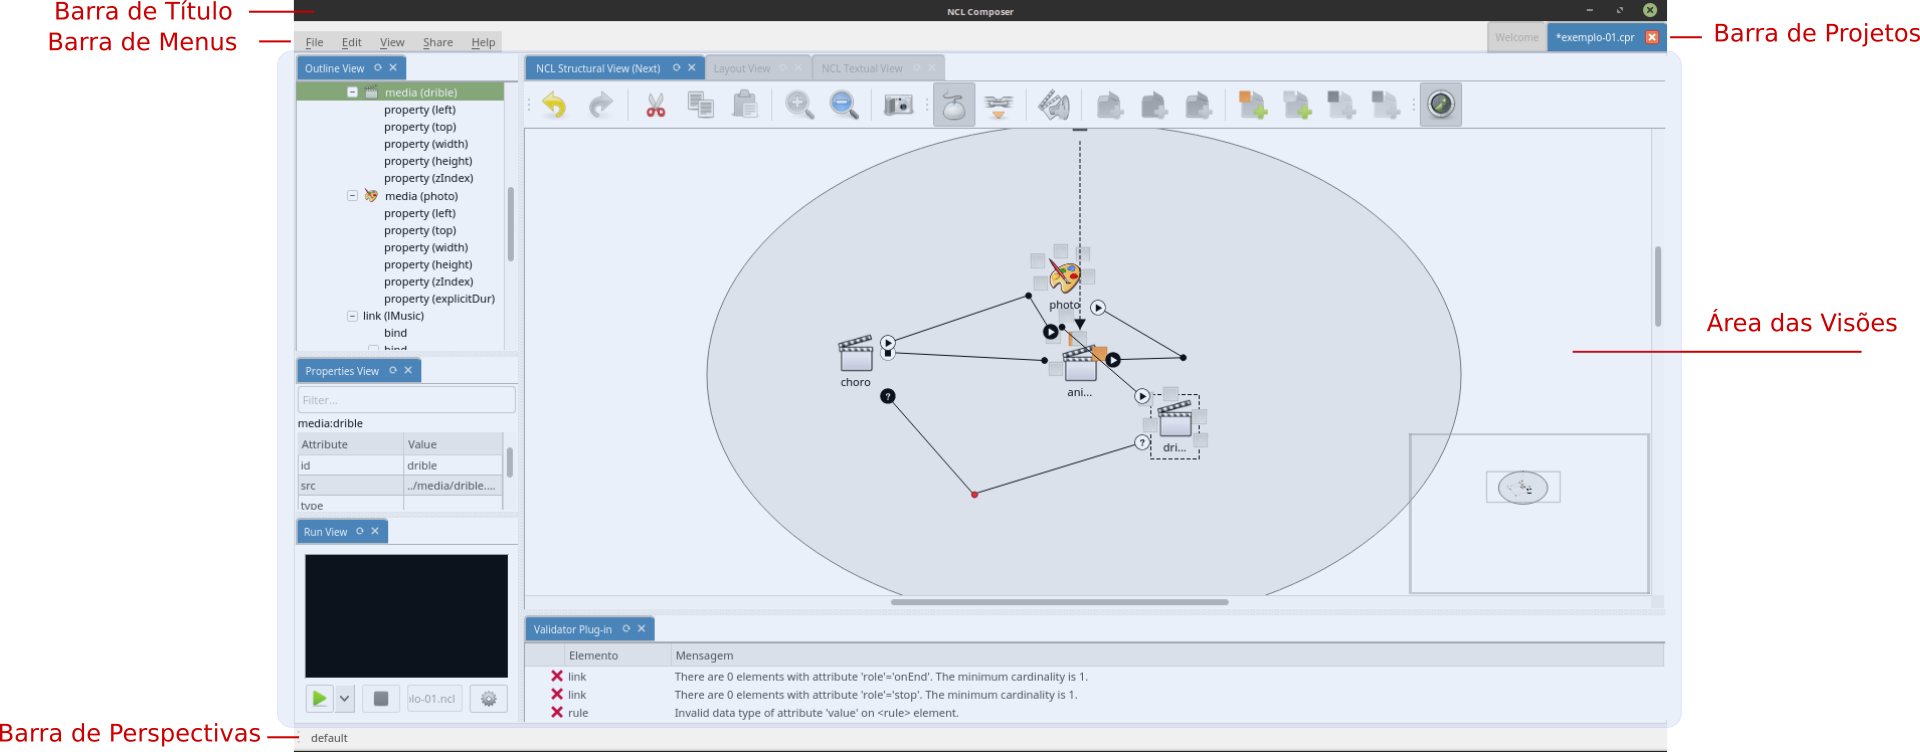 Barra de Título
NCL Composer
Barra de Menus
File Edit View Share Help
Welcome *exemplo-01.cpr
Barra de Projetos
Outline View
NCL Structural View (Next) Layout View NCL Textual View
media (drible)
property (left)
property (top)
property (width)
property (height)
property (zIndex)
media (photo)
property (left)
property (top)
property (width)
property (height)
property (zIndex)
property (explicitDur)
link (lMusic)
bind
bind
photo
choro
ani...
dri...
?
?
Área das Visões
Properties View
Filter...
media:drible
Attribute Value
id drible
src ../media/drible....
type
Run View
lo-01.ncl
Validator Plug-in
Elemento Mensagem
link There are 0 elements with attribute 'role'='onEnd'. The minimum cardinality is 1.
link There are 0 elements with attribute 'role'='stop'. The minimum cardinality is 1.
rule Invalid data type of attribute 'value' on <rule> element.
Barra de Perspectivas
default